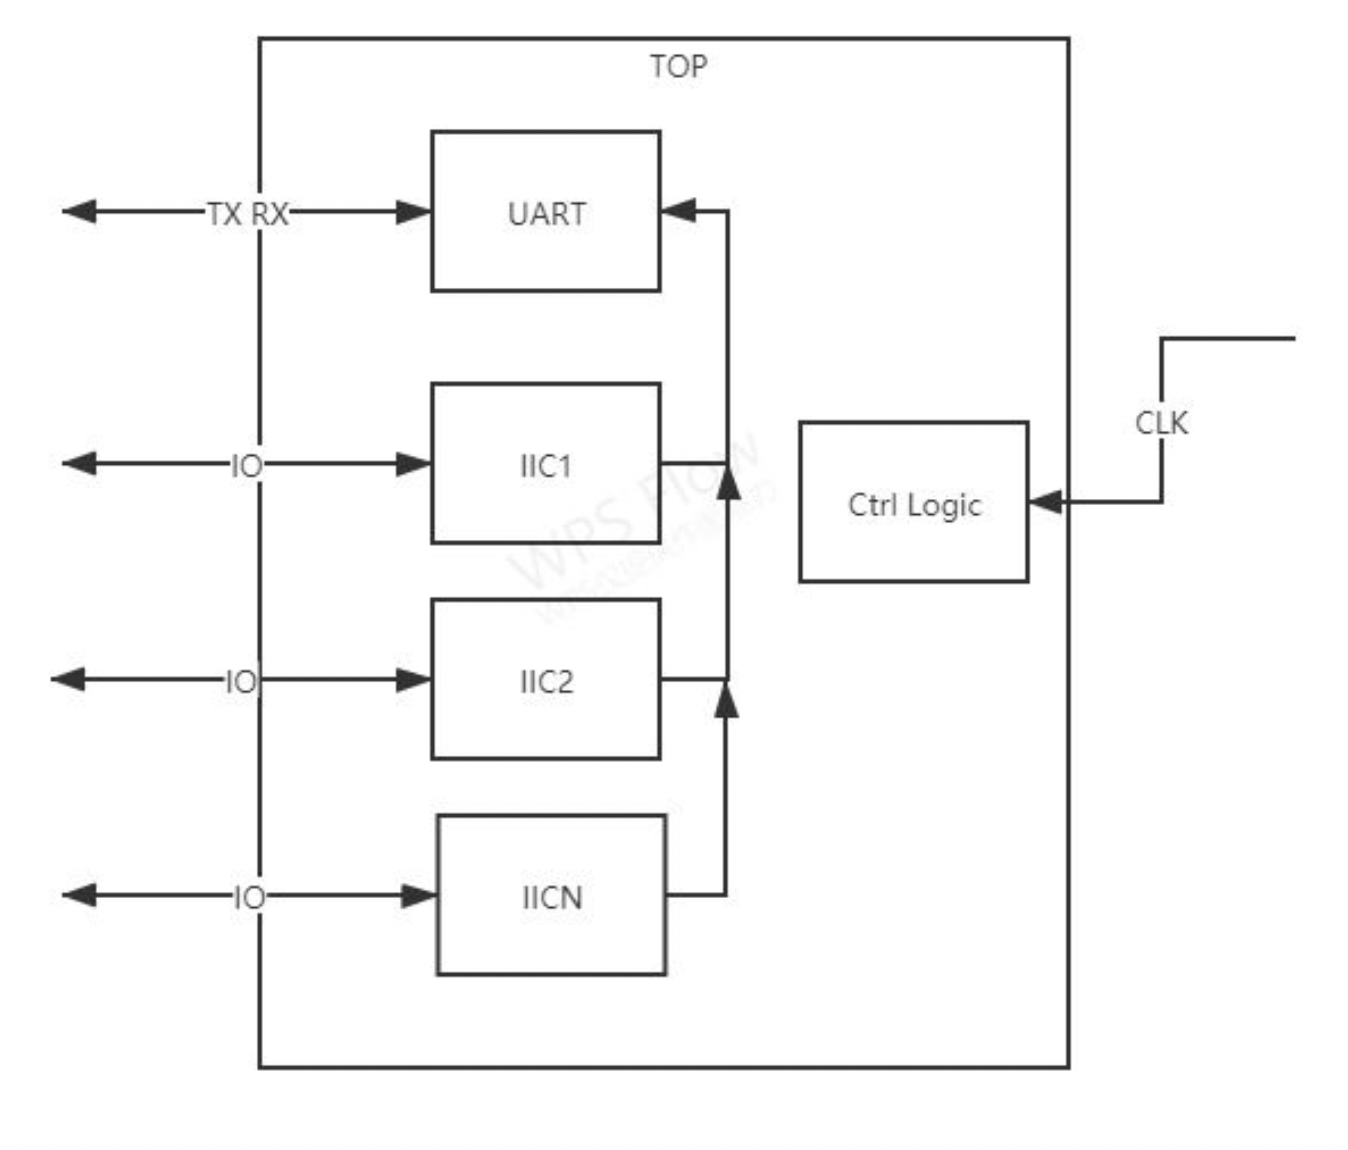 TOP
TX RX
UART
IO
IIC1
CLK
Ctrl Logic
IO
IIC2
IO
IICN
WPS Flow